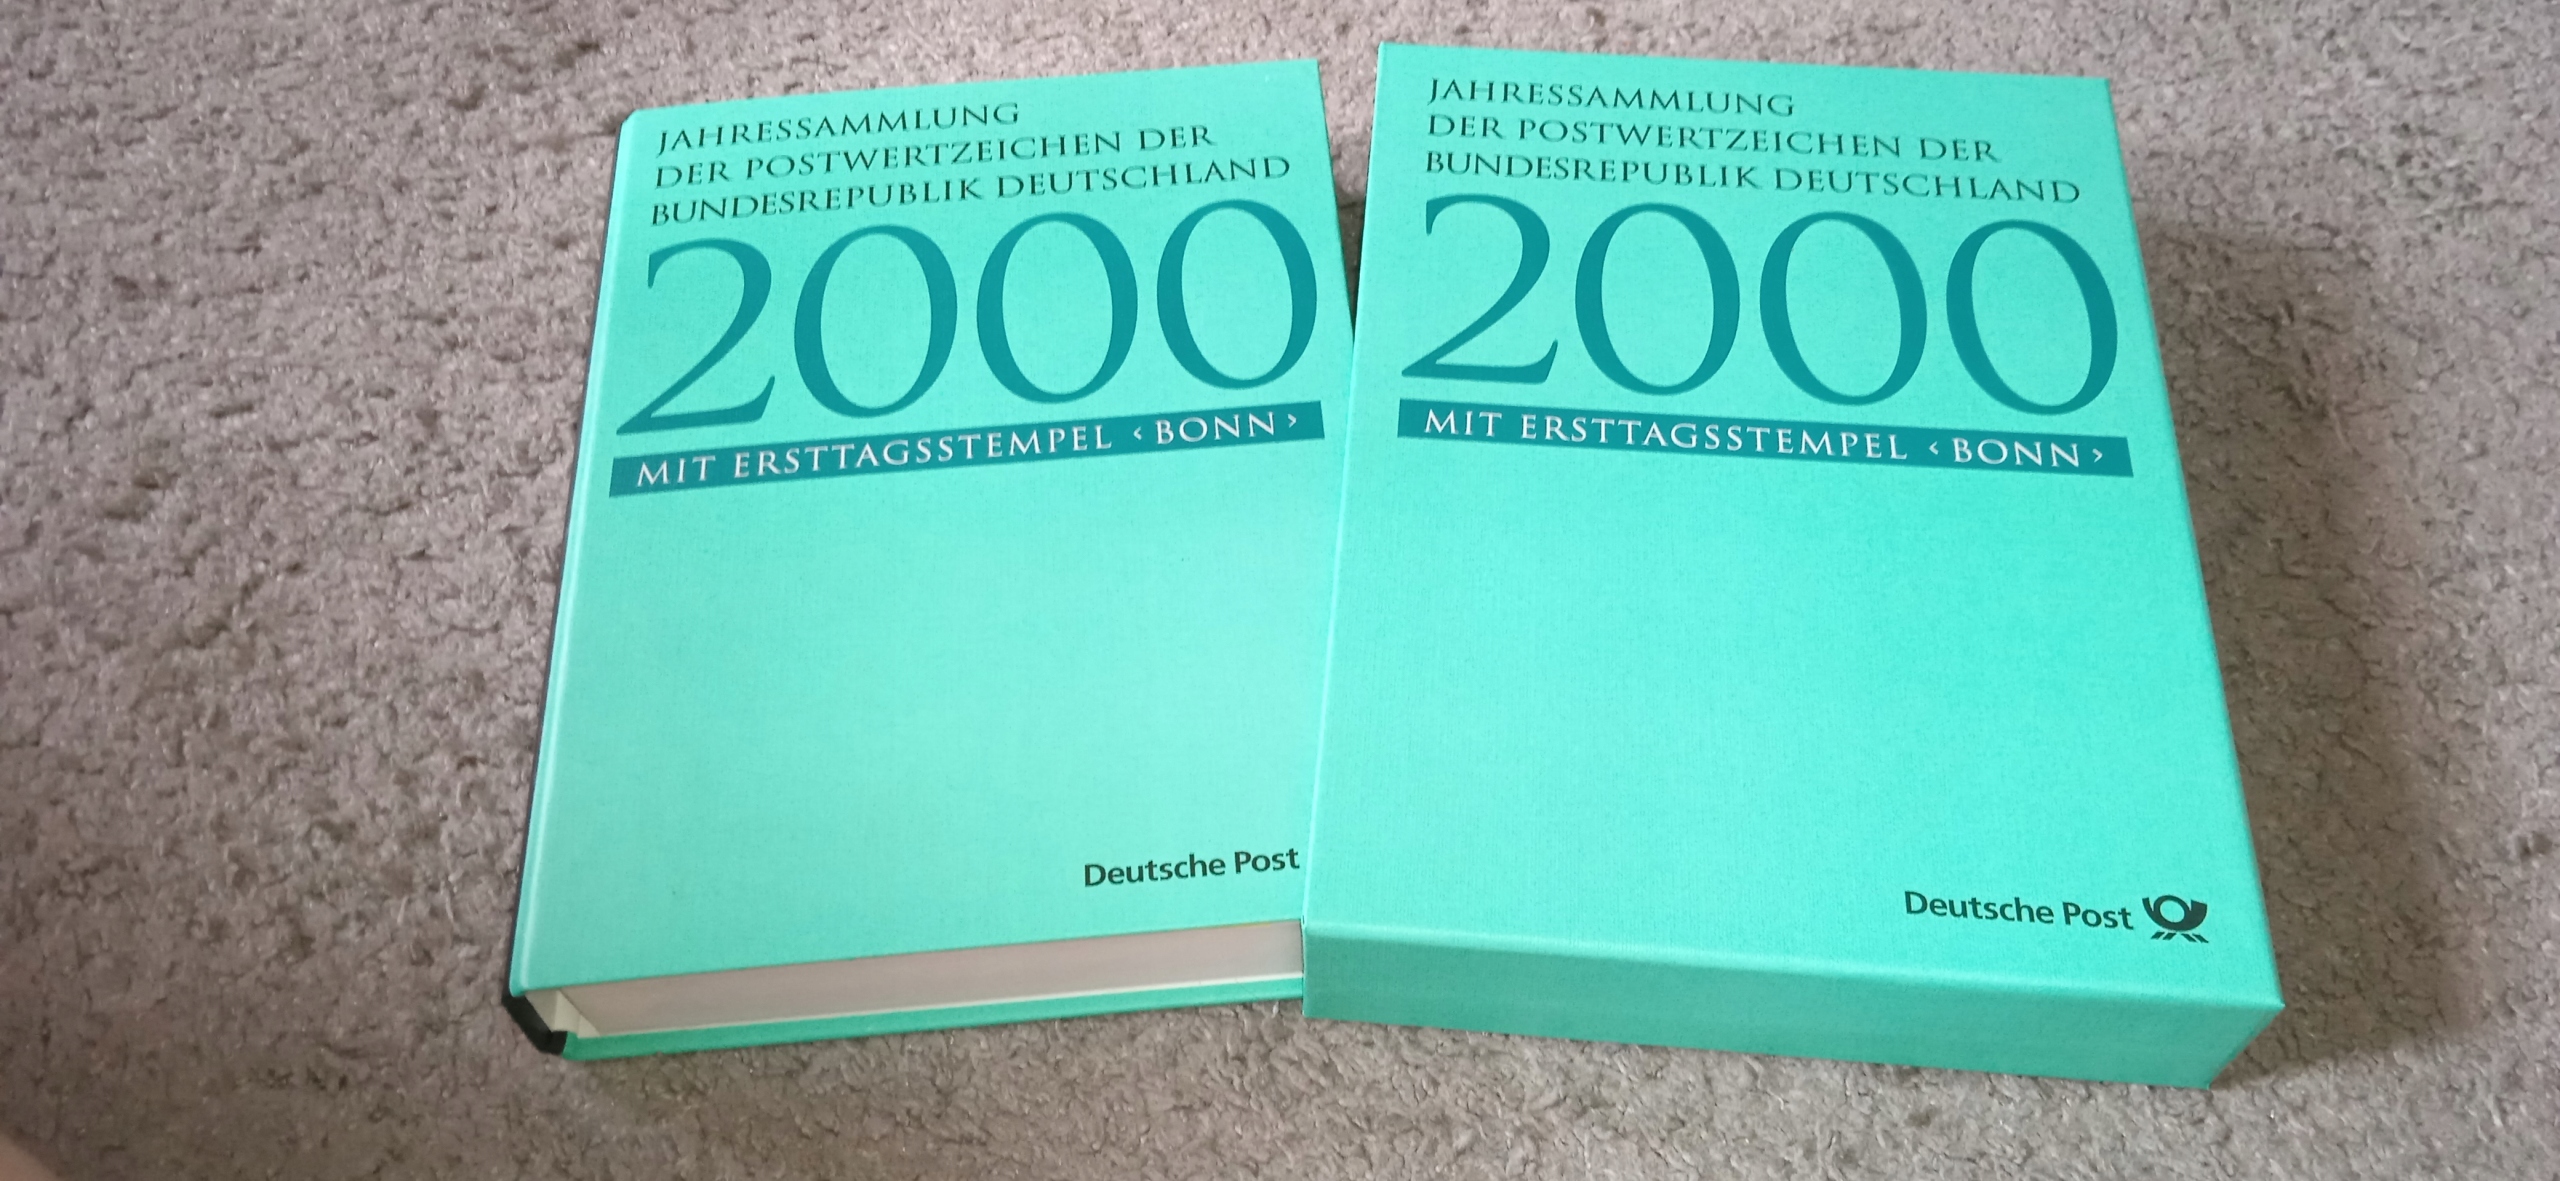 JAHRESSAMMLUNG
DER POSTWERTZEICHEN DER
BUNDESREPUBLIK DEUTSCHLAND
2000
MIT ERSTTAGSSTEMPEL ‹ BONN ›
Deutsche Post
JAHRESSAMMLUNG
DER POSTWERTZEICHEN DER
BUNDESREPUBLIK DEUTSCHLAND
2000
MIT ERSTTAGSSTEMPEL ‹ BONN ›
Deutsche Post